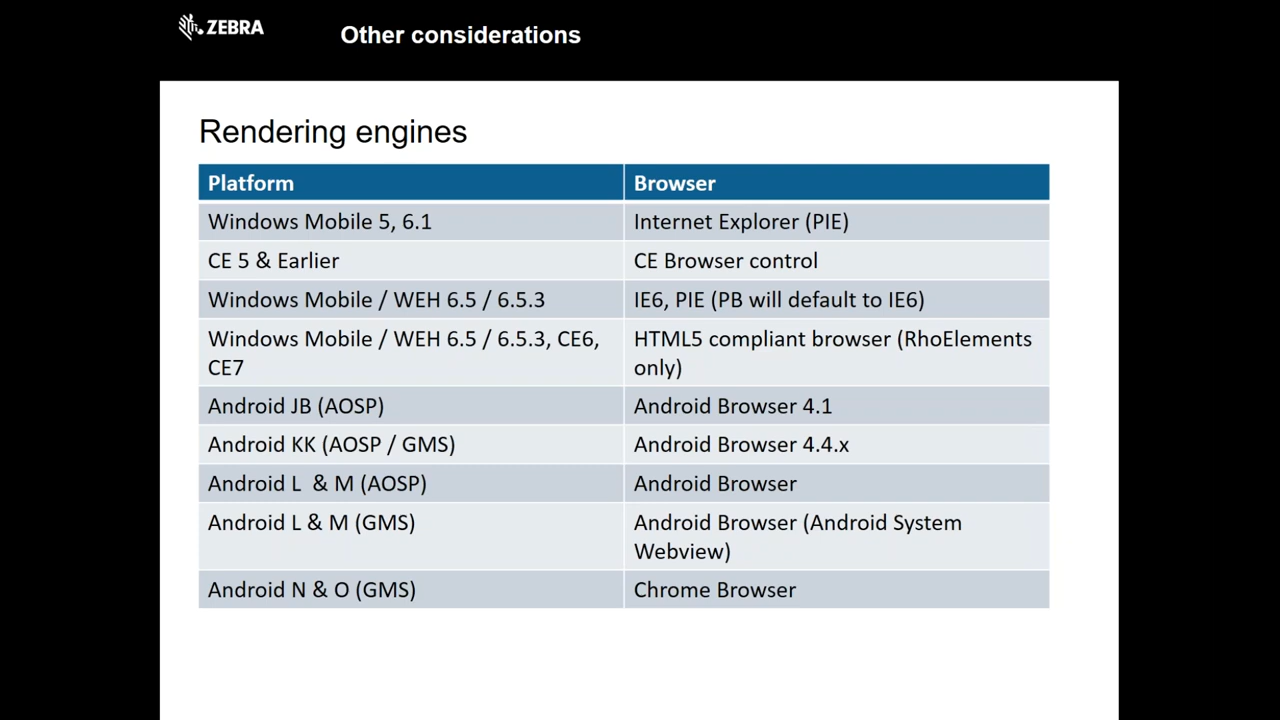 ZEBRA
Other considerations
Rendering engines
Platform
Browser
Windows Mobile 5, 6.1
Internet Explorer (PIE)
CE 5 & Earlier
CE Browser control
Windows Mobile / WEH 6.5 / 6.5.3
IE6, PIE (PB will default to IE6)
Windows Mobile / WEH 6.5 / 6.5.3, CE6,
CE7
HTML5 compliant browser (RhoElements
only)
Android JB (AOSP)
Android Browser 4.1
Android KK (AOSP / GMS)
Android Browser 4.4.x
Android L & M (AOSP)
Android Browser
Android L & M (GMS)
Android Browser (Android System
Webview)
Android N & O (GMS)
Chrome Browser